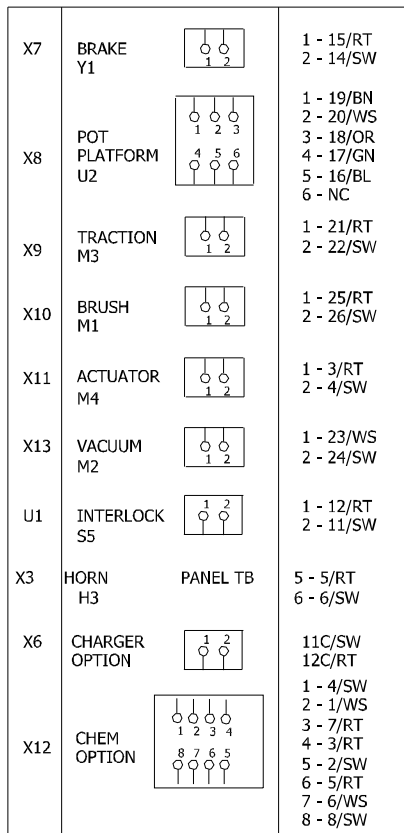 X7 BRAKE 1 2 1 - 15/RT
Y1 2 - 14/SW
X8 POT PLATFORM U2 1 2 3 1 - 19/BN
4 5 6 2 - 20/WS
3 - 18/OR
4 - 17/GN
5 - 16/BL
6 - NC
X9 TRACTION 1 2 1 - 21/RT
M3 2 - 22/SW
X10 BRUSH 1 2 1 - 25/RT
M1 2 - 26/SW
X11 ACTUATOR 1 2 1 - 3/RT
M4 2 - 4/SW
X13 VACUUM 1 2 1 - 23/WS
M2 2 - 24/SW
U1 INTERLOCK 1 2 1 - 12/RT
S5 2 - 11/SW
X3 HORN PANEL TB 5 - 5/RT
H3 6 - 6/SW
X6 CHARGER 1 2 11C/SW
OPTION 12C/RT
X12 CHEM OPTION 1 2 3 4 1 - 4/SW
8 7 6 5 2 - 1/WS
3 - 7/RT
4 - 3/RT
5 - 2/SW
6 - 5/RT
7 - 6/WS
8 - 8/SW